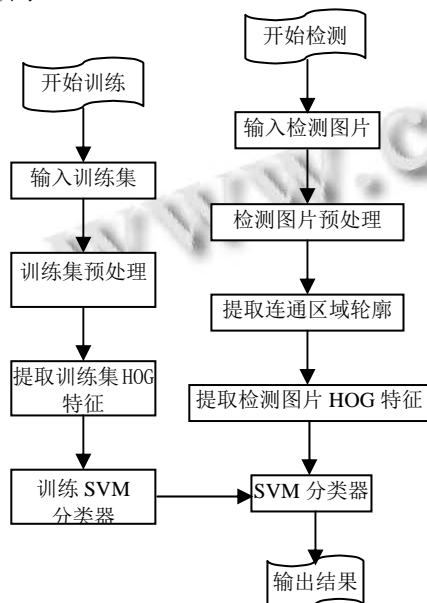 开始训练
输入训练集
训练集预处理
提取训练集HOG
特征
训练 SVM
分类器
开始检测
输入检测图片
检测图片预处理
提取连通区域轮廓
提取检测图片 HOG 特征
SVM 分类器
输出结果
www.c